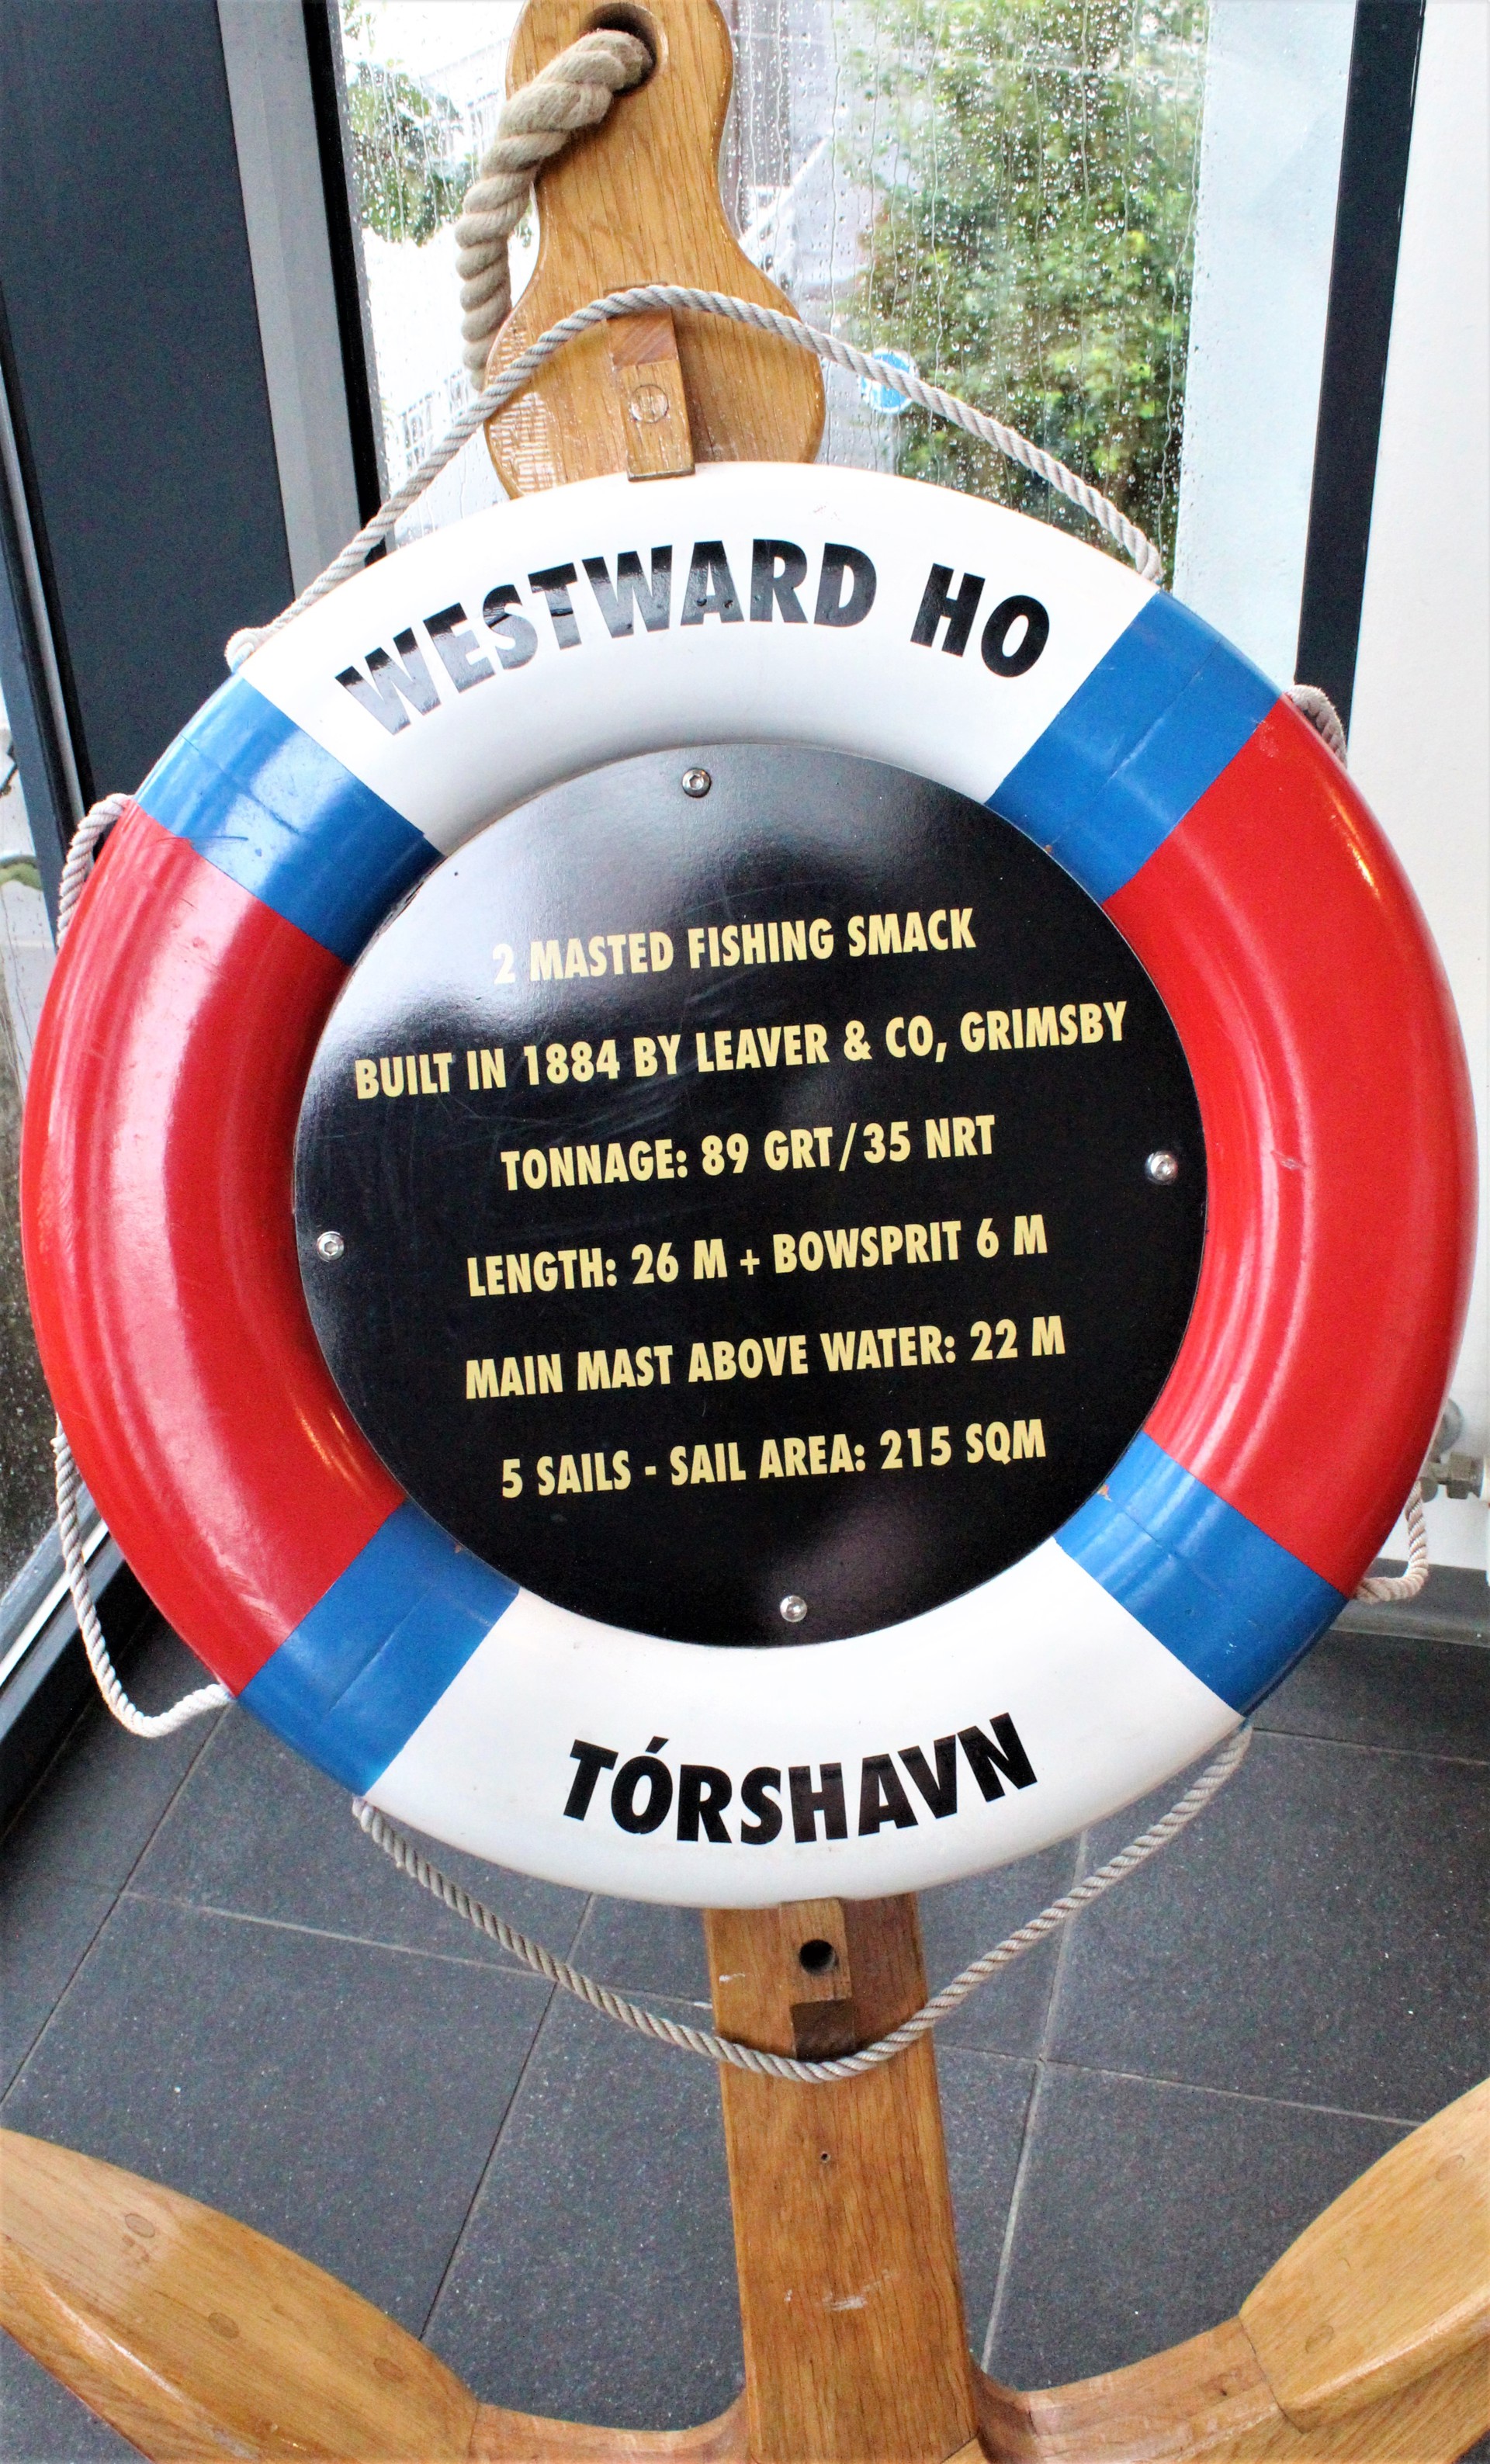 WESTWARD HO
2 MASTED FISHING SMACK
BUILT IN 1884 BY LEAVER & CO, GRIMSBY
TONNAGE: 89 GRT/35 NRT
LENGTH: 26 M + BOWSPRIT 6 M
MAIN MAST ABOVE WATER: 22 M
5 SAILS - SAIL AREA: 215 SQM
TÓRSHAVN